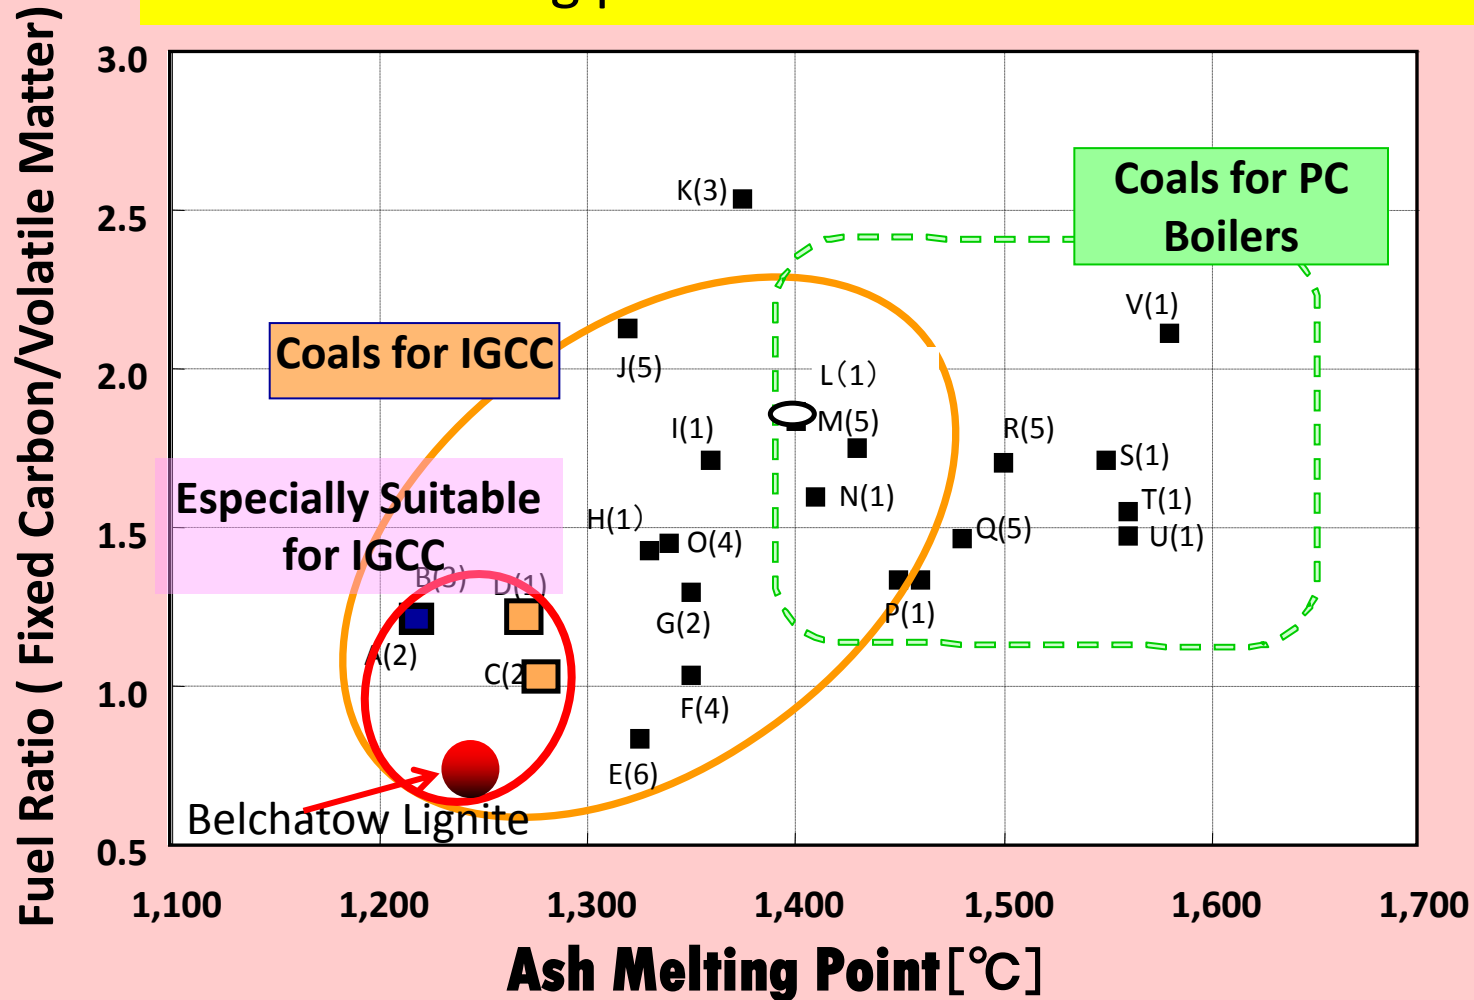 Fuel Ratio ( Fixed Carbon/Volatile Matter)
3.0
2.5
2.0
1.5
1.0
0.5
K(3)
Coals for PC
Boilers
V(1)
Coals for IGCC
J(5)
L(1)
I(1)
M(5)
R(5)
S(1)
Especially Suitable
for IGCC
N(1)
T(1)
H(1)
O(4)
Q(5)
U(1)
B(3)
D(1)
G(2)
P(1)
A(2)
C(2
F(4)
E(6)
Belchatow Lignite
1,100
1,200
1,300
1,400
1,500
1,600
1,700
Ash Melting Point[℃]